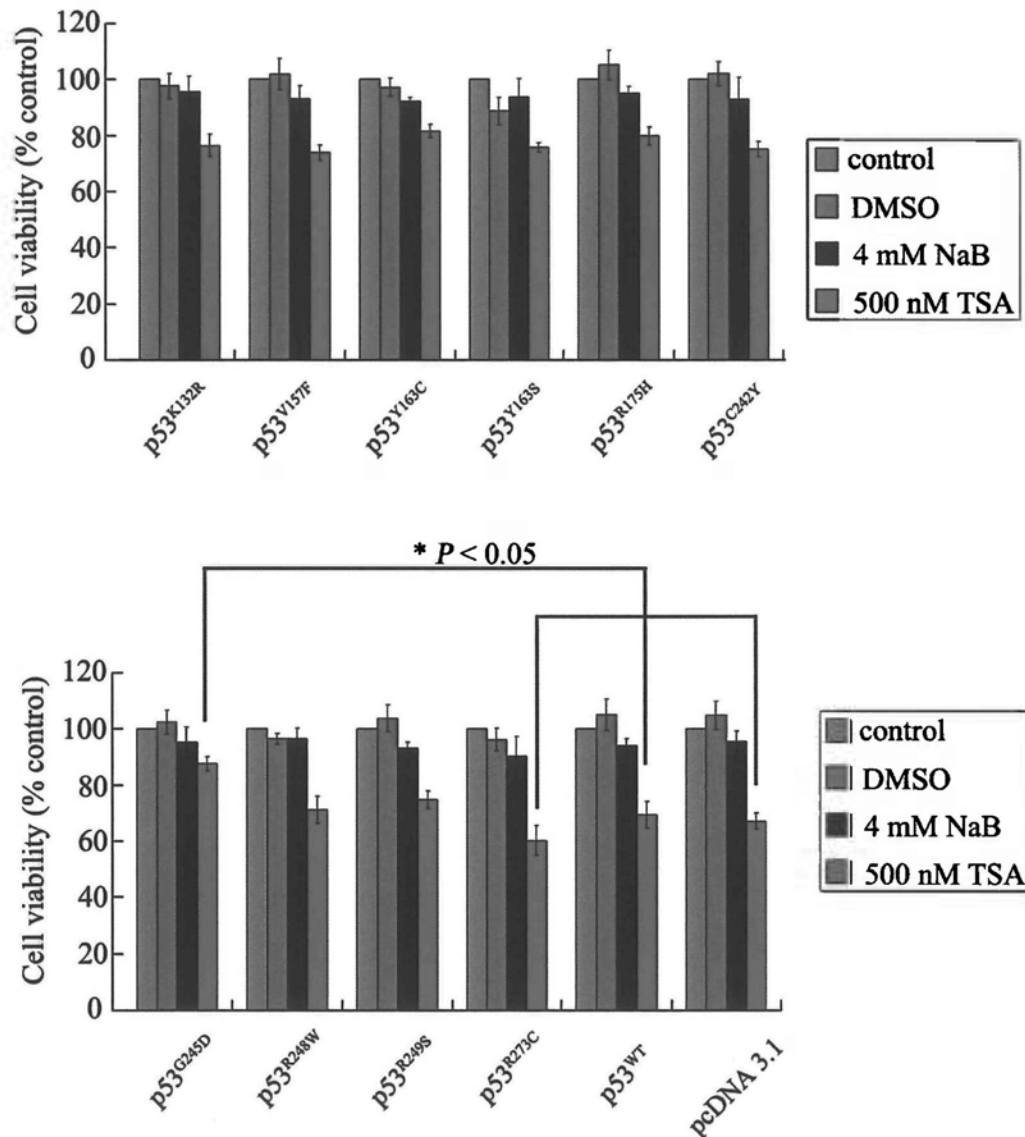 Cell viability (% control)
120
100
80
60
40
20
0
p53K132R
p53V157F
p53Y163C
p53Y163S
p53R175H
p53C242Y
control
DMSO
4 mM NaB
500 nM TSA
* P < 0.05
Cell viability (% control)
120
100
80
60
40
20
0
p53G245D
p53R248W
p53R249S
p53R273C
p53WT
pcDNA 3.1
control
DMSO
4 mM NaB
500 nM TSA